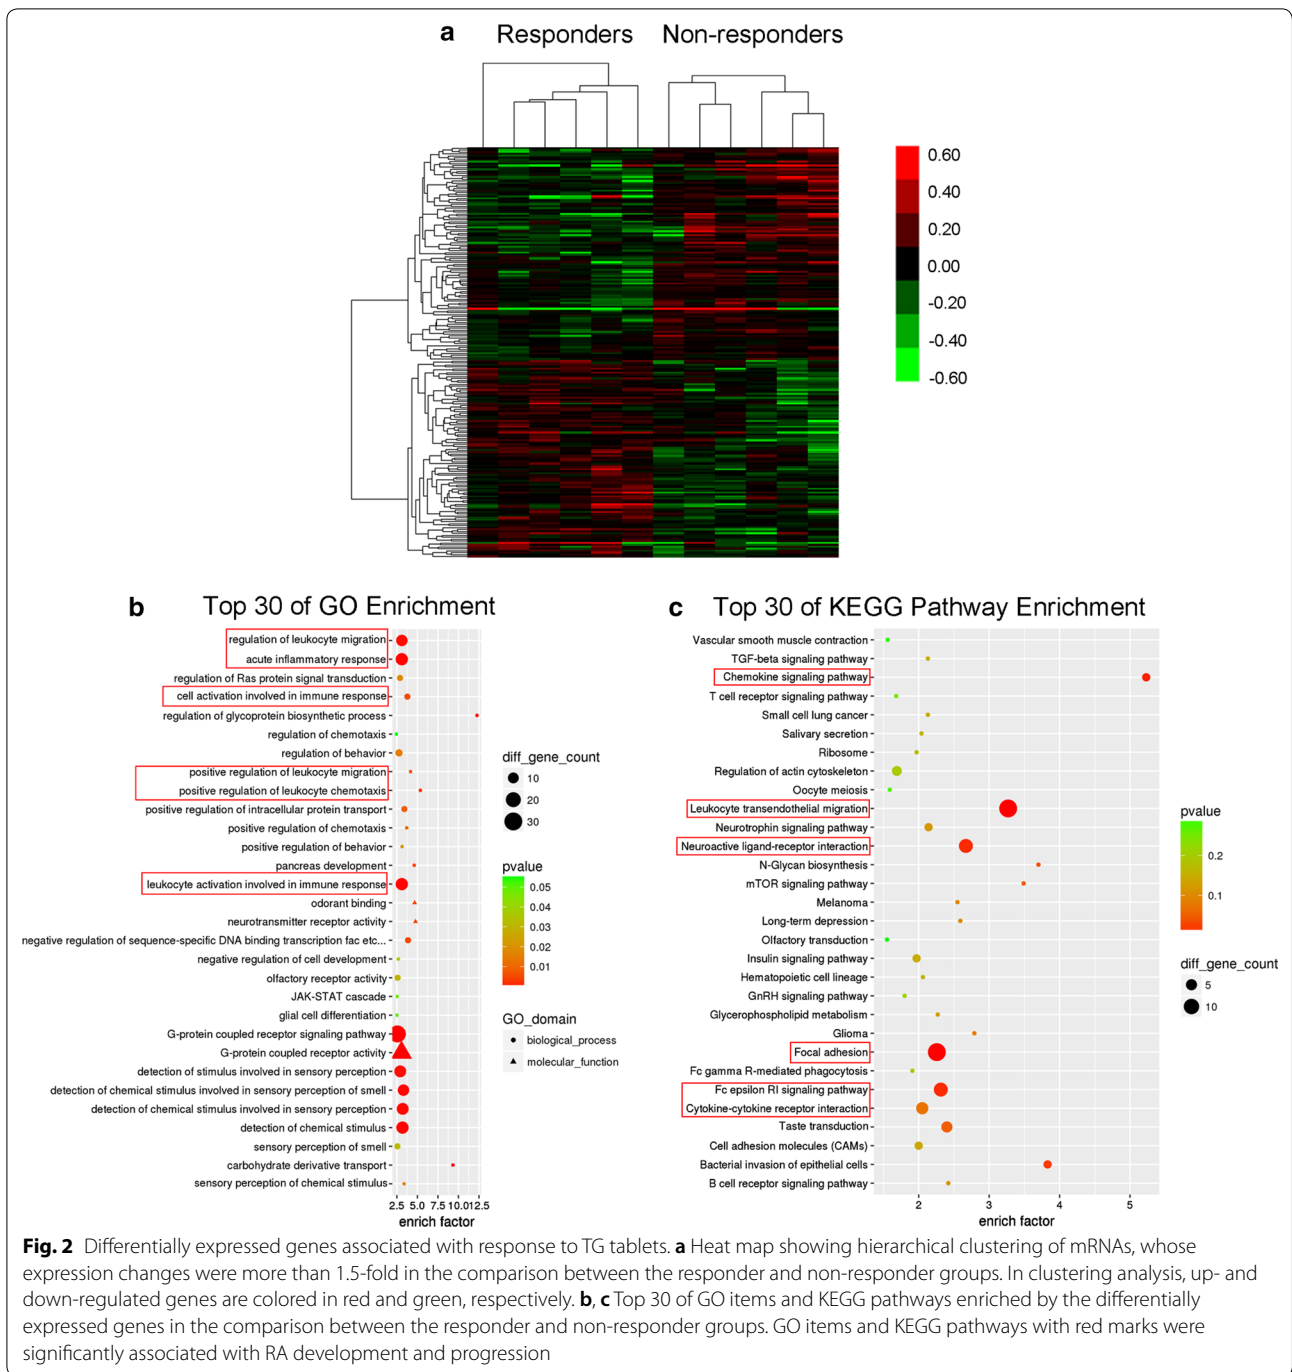 a Responders Non-responders
0.60
0.40
0.20
0.00
-0.20
-0.40
-0.60
b Top 30 of GO Enrichment
regulation of leukocyte migration
acute inflammatory response
regulation of Ras protein signal transduction
cell activation involved in immune response
regulation of glycoprotein biosynthetic process
regulation of chemotaxis
regulation of behavior
positive regulation of leukocyte migration
positive regulation of leukocyte chemotaxis
positive regulation of intracellular protein transport
positive regulation of chemotaxis
positive regulation of behavior
pancreas development
leukocyte activation involved in immune response
odorant binding
neurotransmitter receptor activity
negative regulation of sequence-specific DNA binding transcription fac etc...
negative regulation of cell development
olfactory receptor activity
JAK-STAT cascade
glial cell differentiation
G-protein coupled receptor signaling pathway
G-protein coupled receptor activity
detection of stimulus involved in sensory perception
detection of chemical stimulus involved in sensory perception of smell
detection of chemical stimulus involved in sensory perception
detection of chemical stimulus
sensory perception of smell
carbohydrate derivative transport
sensory perception of chemical stimulus
2.5 5.0 7.5 10.0 12.5
enrich factor
diff_gene_count
10
20
30
pvalue
0.05
0.04
0.03
0.02
0.01
GO_domain
biological_process
molecular_function
c Top 30 of KEGG Pathway Enrichment
Vascular smooth muscle contraction
TGF-beta signaling pathway
Chemokine signaling pathway
T cell receptor signaling pathway
Small cell lung cancer
Salivary secretion
Ribosome
Regulation of actin cytoskeleton
Oocyte meiosis
Leukocyte transendothelial migration
Neurotrophin signaling pathway
Neuroactive ligand-receptor interaction
N-Glycan biosynthesis
mTOR signaling pathway
Melanoma
Long-term depression
Olfactory transduction
Insulin signaling pathway
Hematopoietic cell lineage
GnRH signaling pathway
Glycerophospholipid metabolism
Glioma
Focal adhesion
Fc gamma R-mediated phagocytosis
Fc epsilon RI signaling pathway
Cytokine-cytokine receptor interaction
Taste transduction
Cell adhesion molecules (CAMs)
Bacterial invasion of epithelial cells
B cell receptor signaling pathway
2 3 4 5
enrich factor
pvalue
0.2
0.1
diff_gene_count
5
10
Fig. 2 Differentially expressed genes associated with response to TG tablets. a Heat map showing hierarchical clustering of mRNAs, whose
expression changes were more than 1.5-fold in the comparison between the responder and non-responder groups. In clustering analysis, up- and
down-regulated genes are colored in red and green, respectively. b, c Top 30 of GO items and KEGG pathways enriched by the differentially
expressed genes in the comparison between the responder and non-responder groups. GO items and KEGG pathways with red marks were
significantly associated with RA development and progression